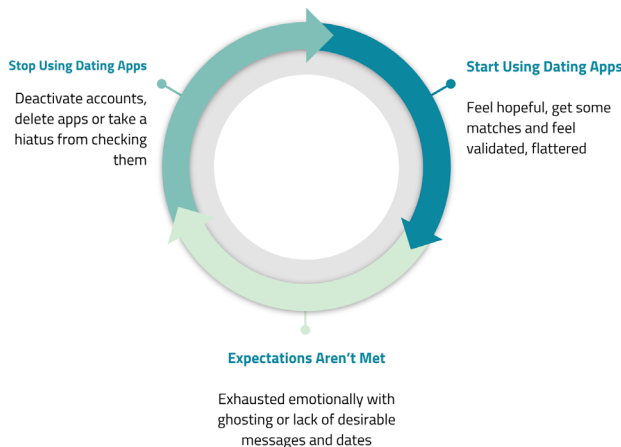 Stop Using Dating Apps
Deactivate accounts,
delete apps or take a
hiatus from checking
them
Start Using Dating Apps
Feel hopeful, get some
matches and feel
validated, flattered
Expectations Aren't Met
Exhausted emotionally with
ghosting or lack of desirable
messages and dates